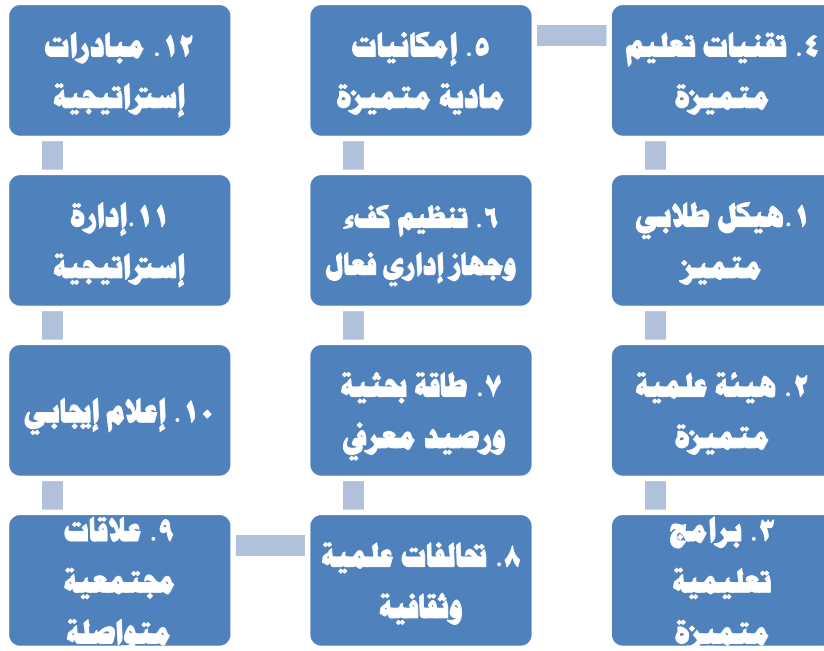 ٤. تقنيات تعليم
متميزة
١.هيكل طلابي
متميز
٢. هيئة علمية
متميزة
٣. برامج
تعليمية
متميزة
٥. إمكانيات
مادية متميزة
٦. تنظيم كفء
وجهاز إداري فعال
٧. طاقة بحثية
ورصيد معرفي
٨. تحالفات علمية
وثقافية
٩. علاقات
مجتمعية
متواصلة
١٠. إعلام إيجابي
١١.إدارة
إستراتيجية
١٢. مبادرات
إستراتيجية